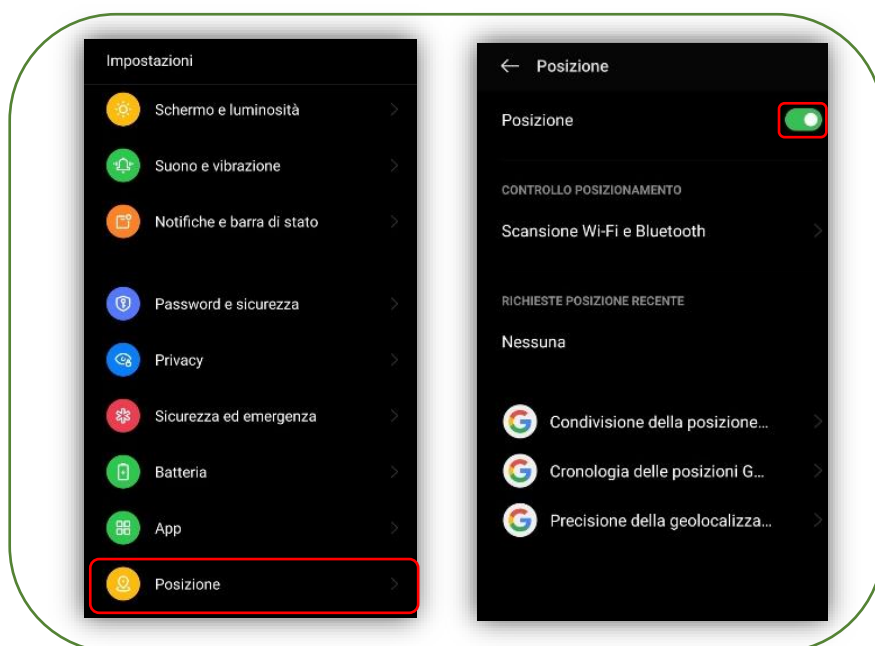 Impostazioni
Schermo e luminosità
Suono e vibrazione
Notifiche e barra di stato
Password e sicurezza
Privacy
Sicurezza ed emergenza
Batteria
App
Posizione
Posizione
Posizione
CONTROLLO POSIZIONAMENTO
Scansione Wi-Fi e Bluetooth
RICHIESTE POSIZIONE RECENTE
Nessuna
Condivisione della posizione...
Cronologia delle posizioni G...
Precisione della geolocalizza...